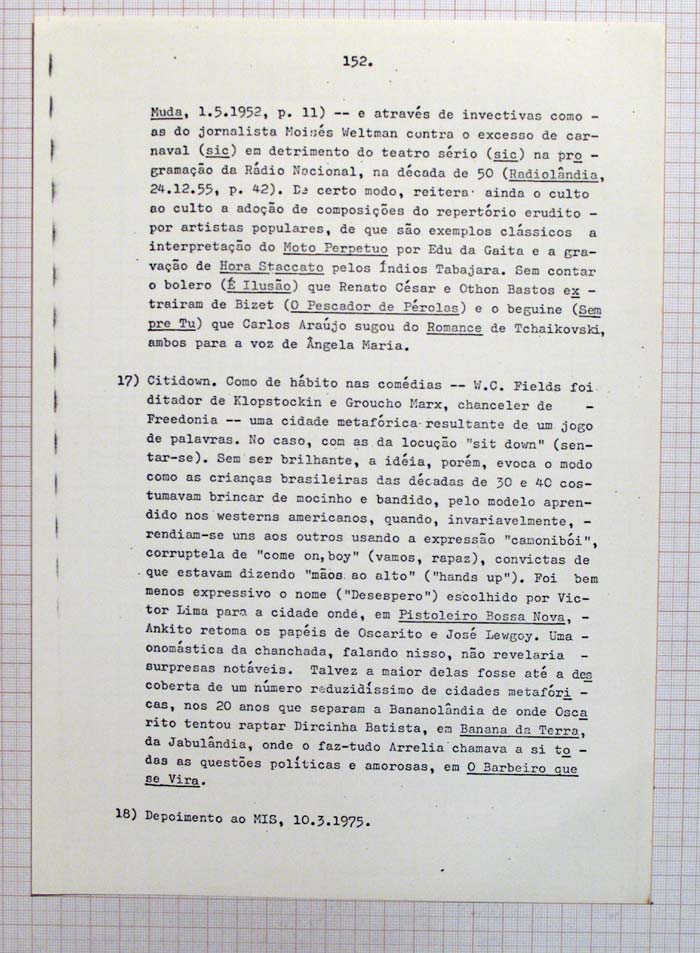 152.
Muda, 1.5.1952, p. 11) -- e através de invectivas como -
as do jornalista Moisés Weltman contra o excesso de car-
naval (sic) em detrimento do teatro sério (sic) na pro -
gramação da Rádio Nacional, na década de 50 (Radiolândia,
24.12.55, p. 42). De certo modo, reitera ainda o culto
ao culto a adoção de composições do repertório erudito -
por artistas populares, de que são exemplos clássicos a
interpretação do Moto Perpetuo por Edu da Gaita e a gra-
vação de Hora Staccato pelos Índios Tabajara. Sem contar
o bolero (É Ilusão) que Renato César e Othon Bastos ex -
trairam de Bizet (O Pescador de Pérolas) e o beguine (Sem
pre Tu) que Carlos Araújo sugou do Romance de Tchaikovski,
ambos para a voz de Ângela Maria.
17) Citidown. Como de hábito nas comédias -- W.C. Fields foi
ditador de Klopstockin e Groucho Marx, chanceler de -
Freedonia -- uma cidade metafórica resultante de um jogo
de palavras. No caso, com as da locução "sit down" (sen-
tar-se). Sem ser brilhante, a idéia, porém, evoca o modo
como as crianças brasileiras das décadas de 30 e 40 cos-
tumavam brincar de mocinho e bandido, pelo modelo apren-
dido nos westerns americanos, quando, invariavelmente, -
rendiam-se uns aos outros usando a expressão "camonibói",
corruptela de "come on,boy" (vamos, rapaz), convictas de
que estavam dizendo "mãos ao alto" ("hands up"). Foi bem
menos expressivo o nome ("Desespero") escolhido por Vic-
tor Lima para a cidade onde, em Pistoleiro Bossa Nova, -
Ankito retoma os papéis de Oscarito e José Lewgoy. Uma -
onomástica da chanchada, falando nisso, não revelaria -
surpresas notáveis. Talvez a maior delas fosse até a des
coberta de um número reduzidíssimo de cidades metafóri -
cas, nos 20 anos que separam a Bananolândia de onde Osca
rito tentou raptar Dircinha Batista, em Banana da Terra,
da Jabulândia, onde o faz-tudo Arrelia chamava a si to -
das as questões políticas e amorosas, em O Barbeiro que
se Vira.
18) Depoimento ao MIS, 10.3.1975.